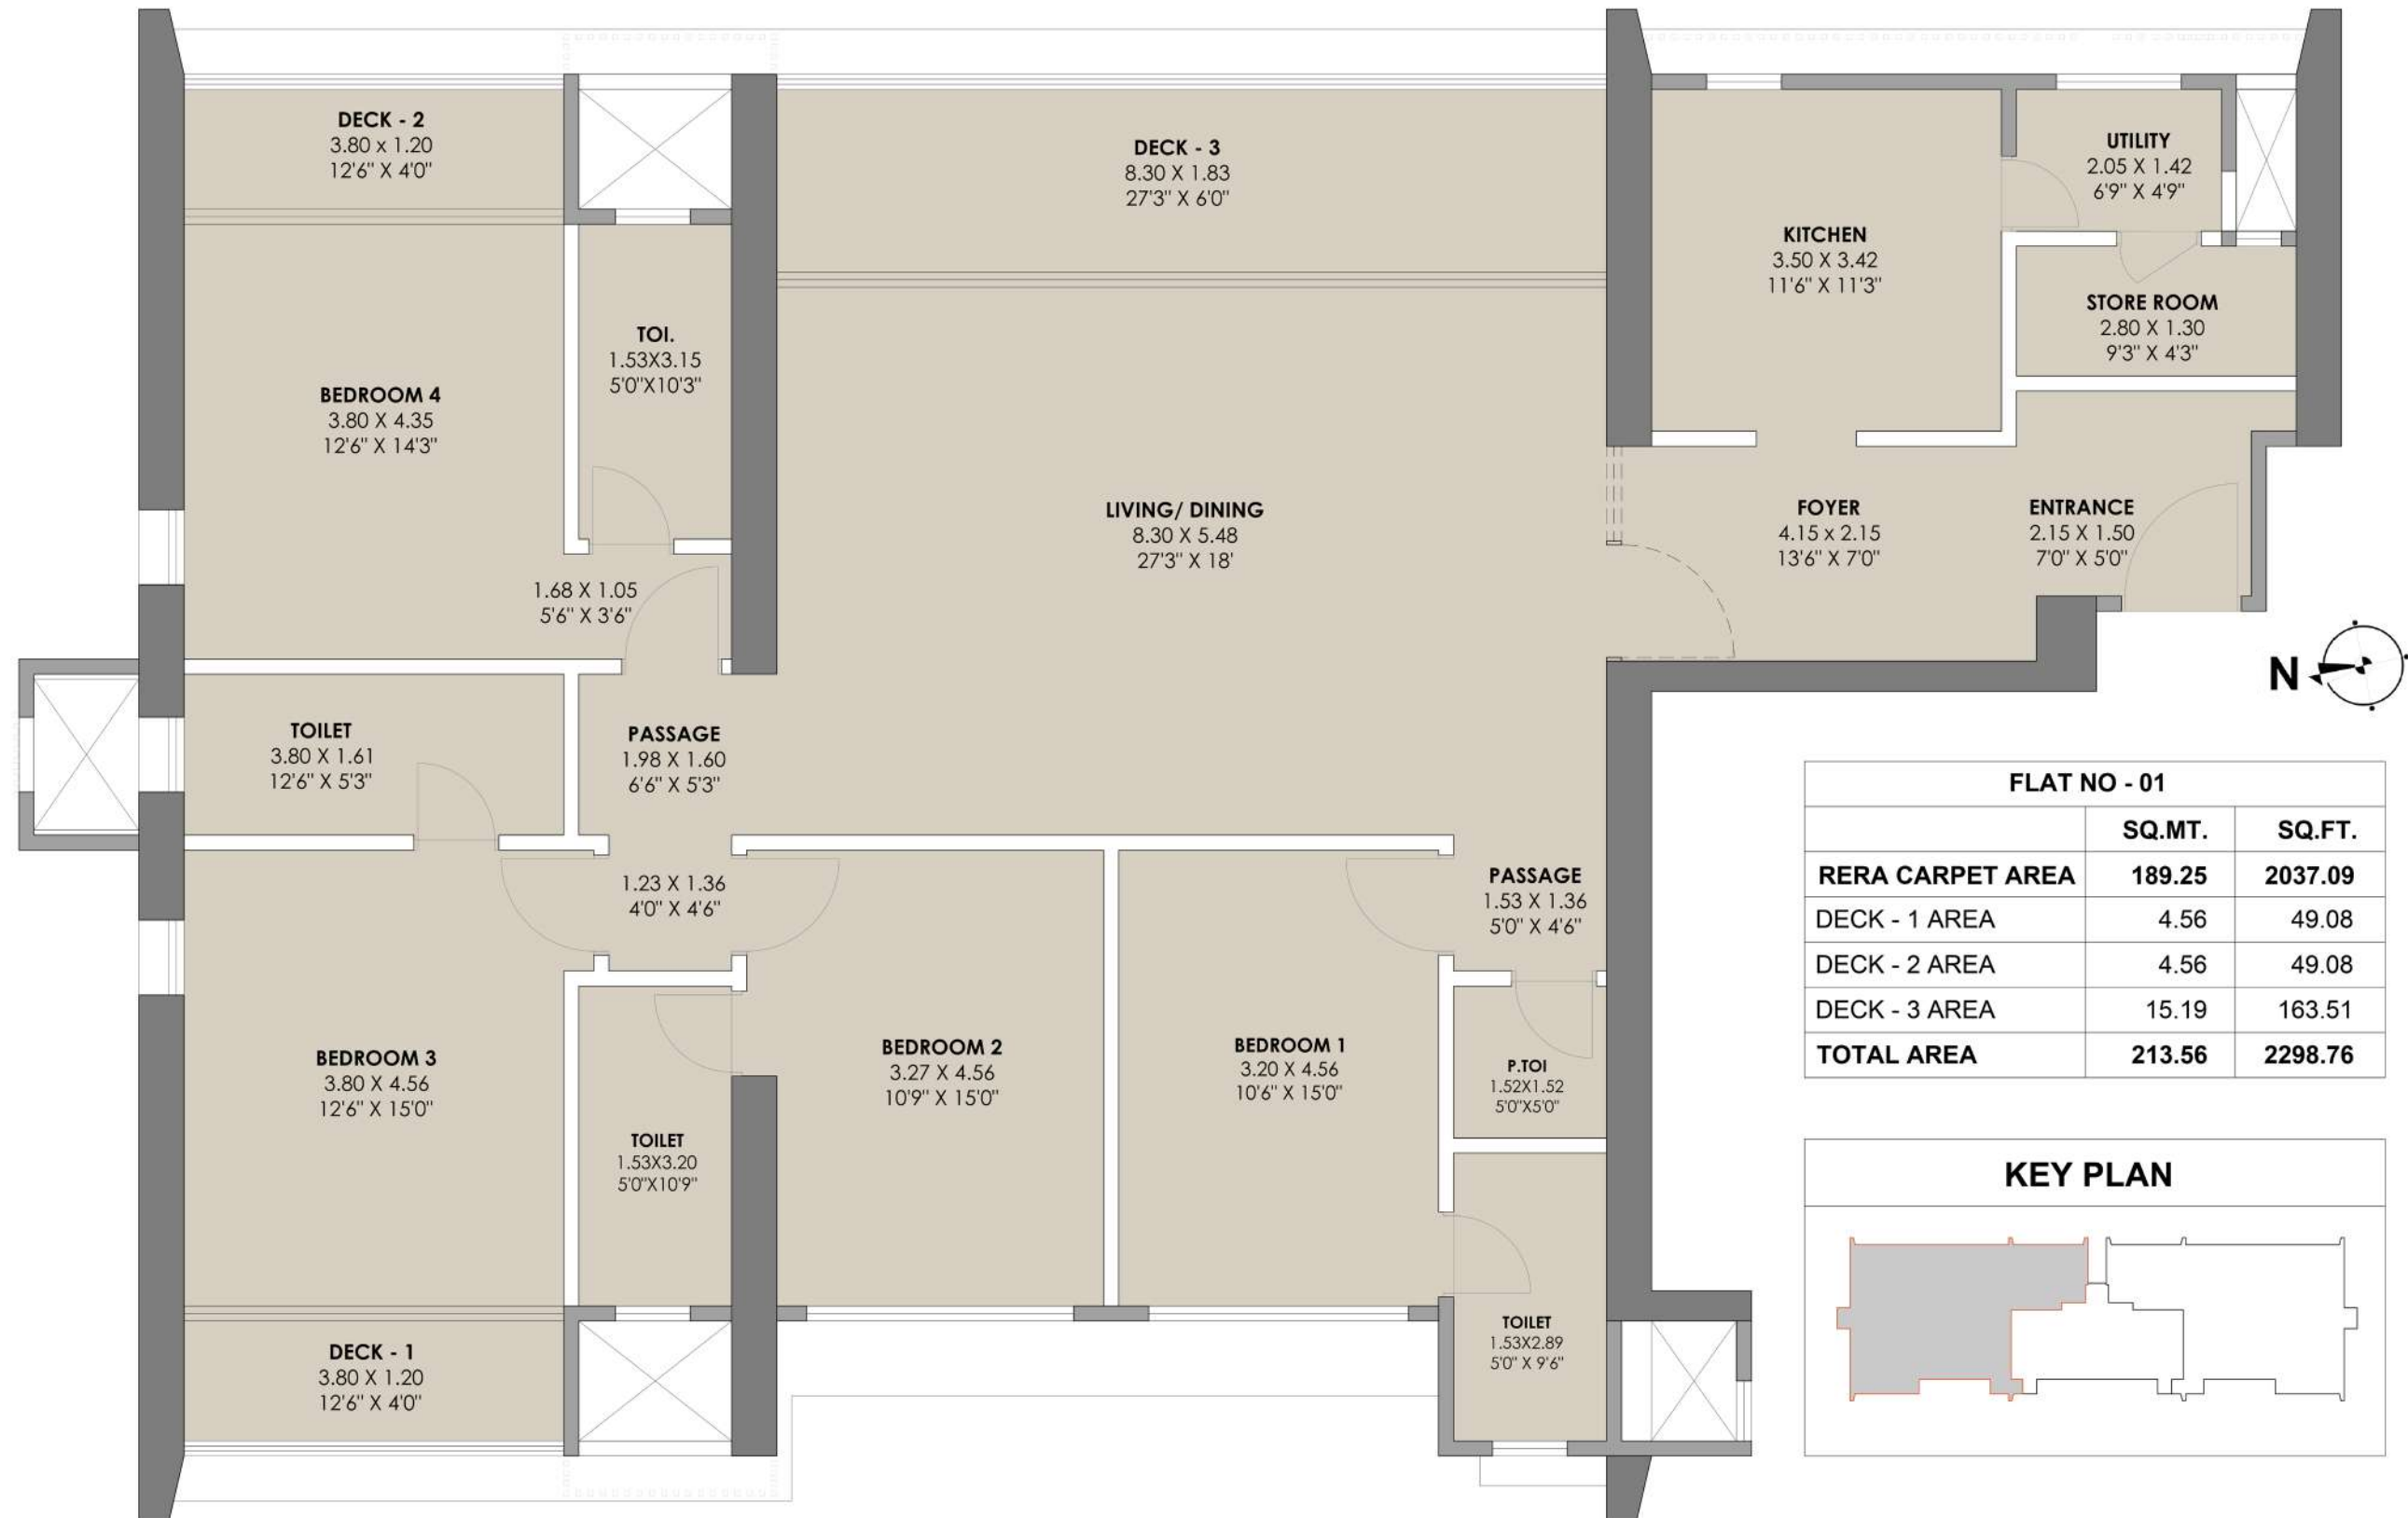 DECK - 2
3.80 x 1.20
12'6" X 4'0"
DECK - 3
8.30 X 1.83
27'3" X 6'0"
UTILITY
2.05 X 1.42
6'9" X 4'9"
KITCHEN
3.50 X 3.42
11'6" X 11'3"
STORE ROOM
2.80 X 1.30
9'3" X 4'3"
TOI.
1.53X3.15
5'0"X10'3"
BEDROOM 4
3.80 X 4.35
12'6" X 14'3"
LIVING/ DINING
8.30 X 5.48
27'3" X 18'
FOYER
4.15 x 2.15
13'6" X 7'0"
ENTRANCE
2.15 X 1.50
7'0" X 5'0"
1.68 X 1.05
5'6" X 3'6"
N
TOILET
3.80 X 1.61
12'6" X 5'3"
PASSAGE
1.98 X 1.60
6'6" X 5'3"
1.23 X 1.36
4'0" X 4'6"
PASSAGE
1.53 X 1.36
5'0" X 4'6"
BEDROOM 3
3.80 X 4.56
12'6" X 15'0"
BEDROOM 2
3.27 X 4.56
10'9" X 15'0"
BEDROOM 1
3.20 X 4.56
10'6" X 15'0"
P.TOI
1.52X1.52
5'0"X5'0"
TOILET
1.53X3.20
5'0"X10'9"
TOILET
1.53X2.89
5'0" X 9'6"
DECK - 1
3.80 X 1.20
12'6" X 4'0"
FLAT NO - 01
SQ.MT. SQ.FT.
RERA CARPET AREA 189.25 2037.09
DECK - 1 AREA 4.56 49.08
DECK - 2 AREA 4.56 49.08
DECK - 3 AREA 15.19 163.51
TOTAL AREA 213.56 2298.76
KEY PLAN